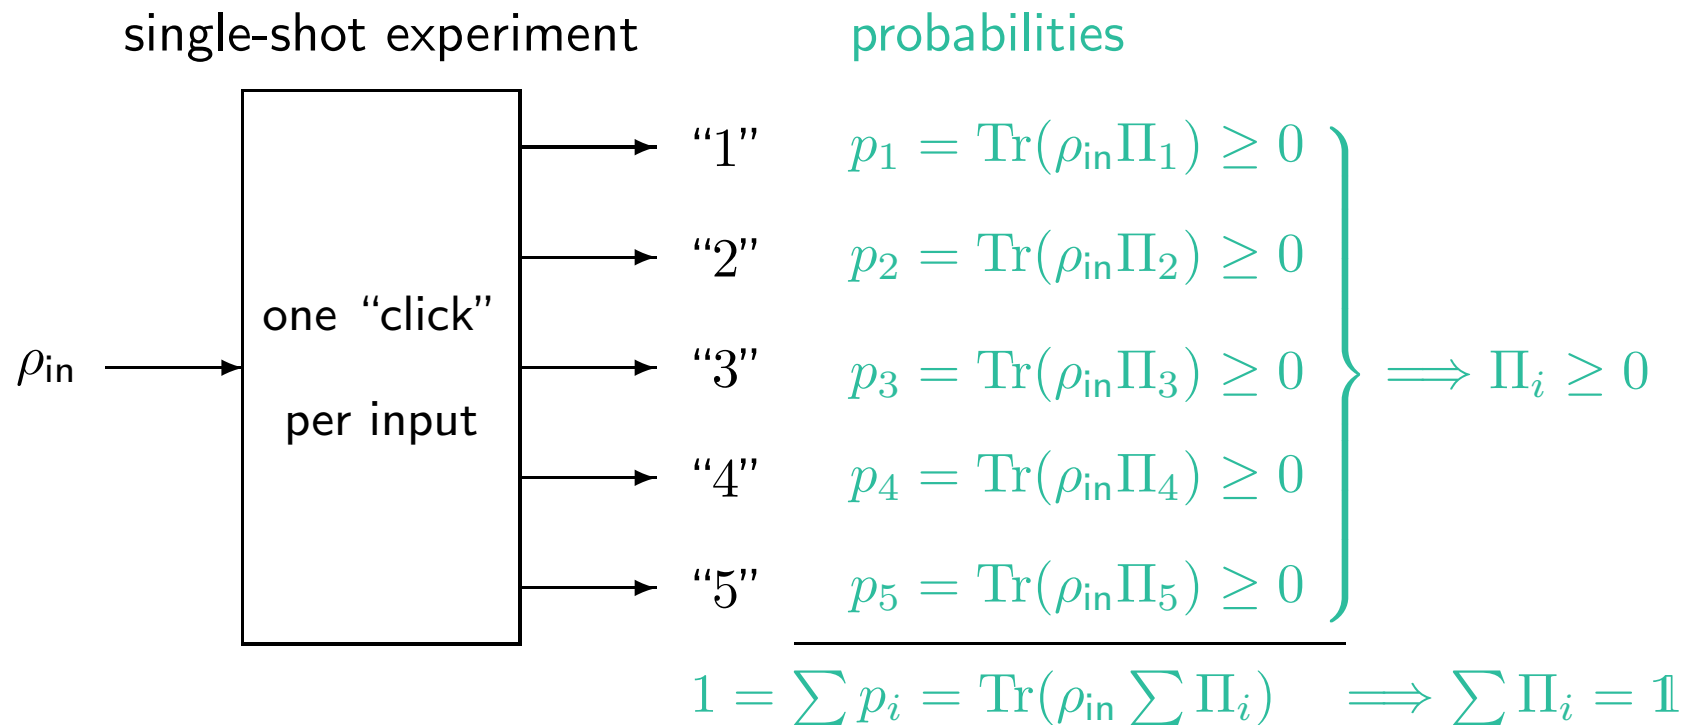 single-shot experiment probabilities
“1” p₁ = Tr(ρ_in Π₁) ≥ 0
“2” p₂ = Tr(ρ_in Π₂) ≥ 0
one “click”
ρ_in “3” p₃ = Tr(ρ_in Π₃) ≥ 0 ⟹ Π_i ≥ 0
per input
“4” p₄ = Tr(ρ_in Π₄) ≥ 0
“5” p₅ = Tr(ρ_in Π₅) ≥ 0
1 = ∑ p_i = Tr(ρ_in ∑ Π_i) ⟹ ∑ Π_i = 𝟙